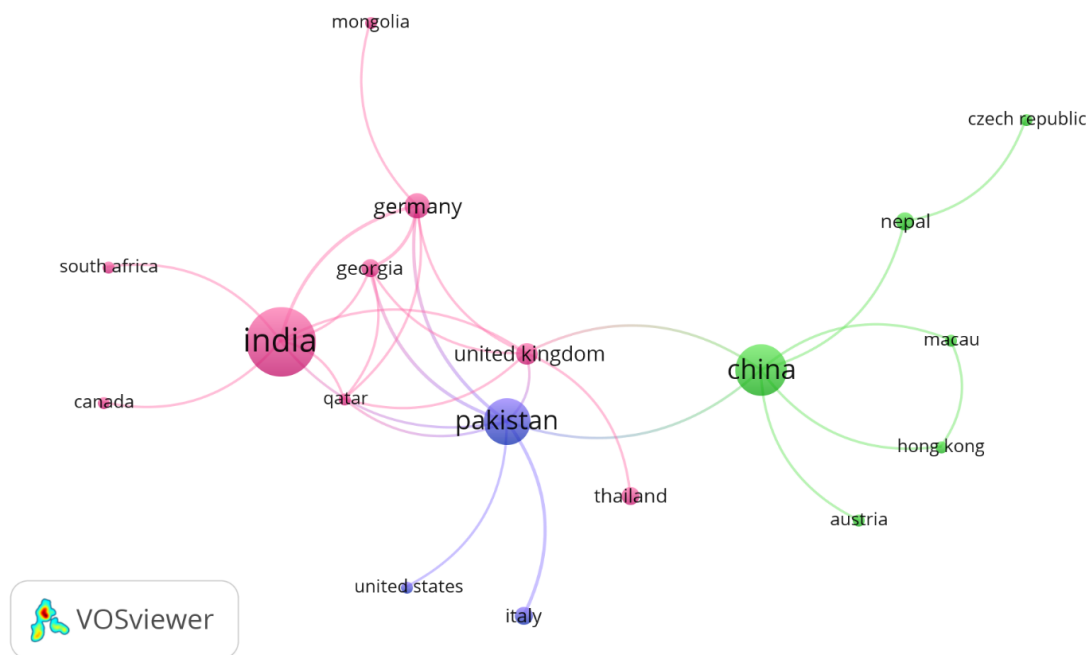 mongolia
czech republic
germany
nepal
south africa
georgia
india
united kingdom
macau
china
canada
qatar
pakistan
hong kong
thailand
austria
united states
italy
VOSviewer